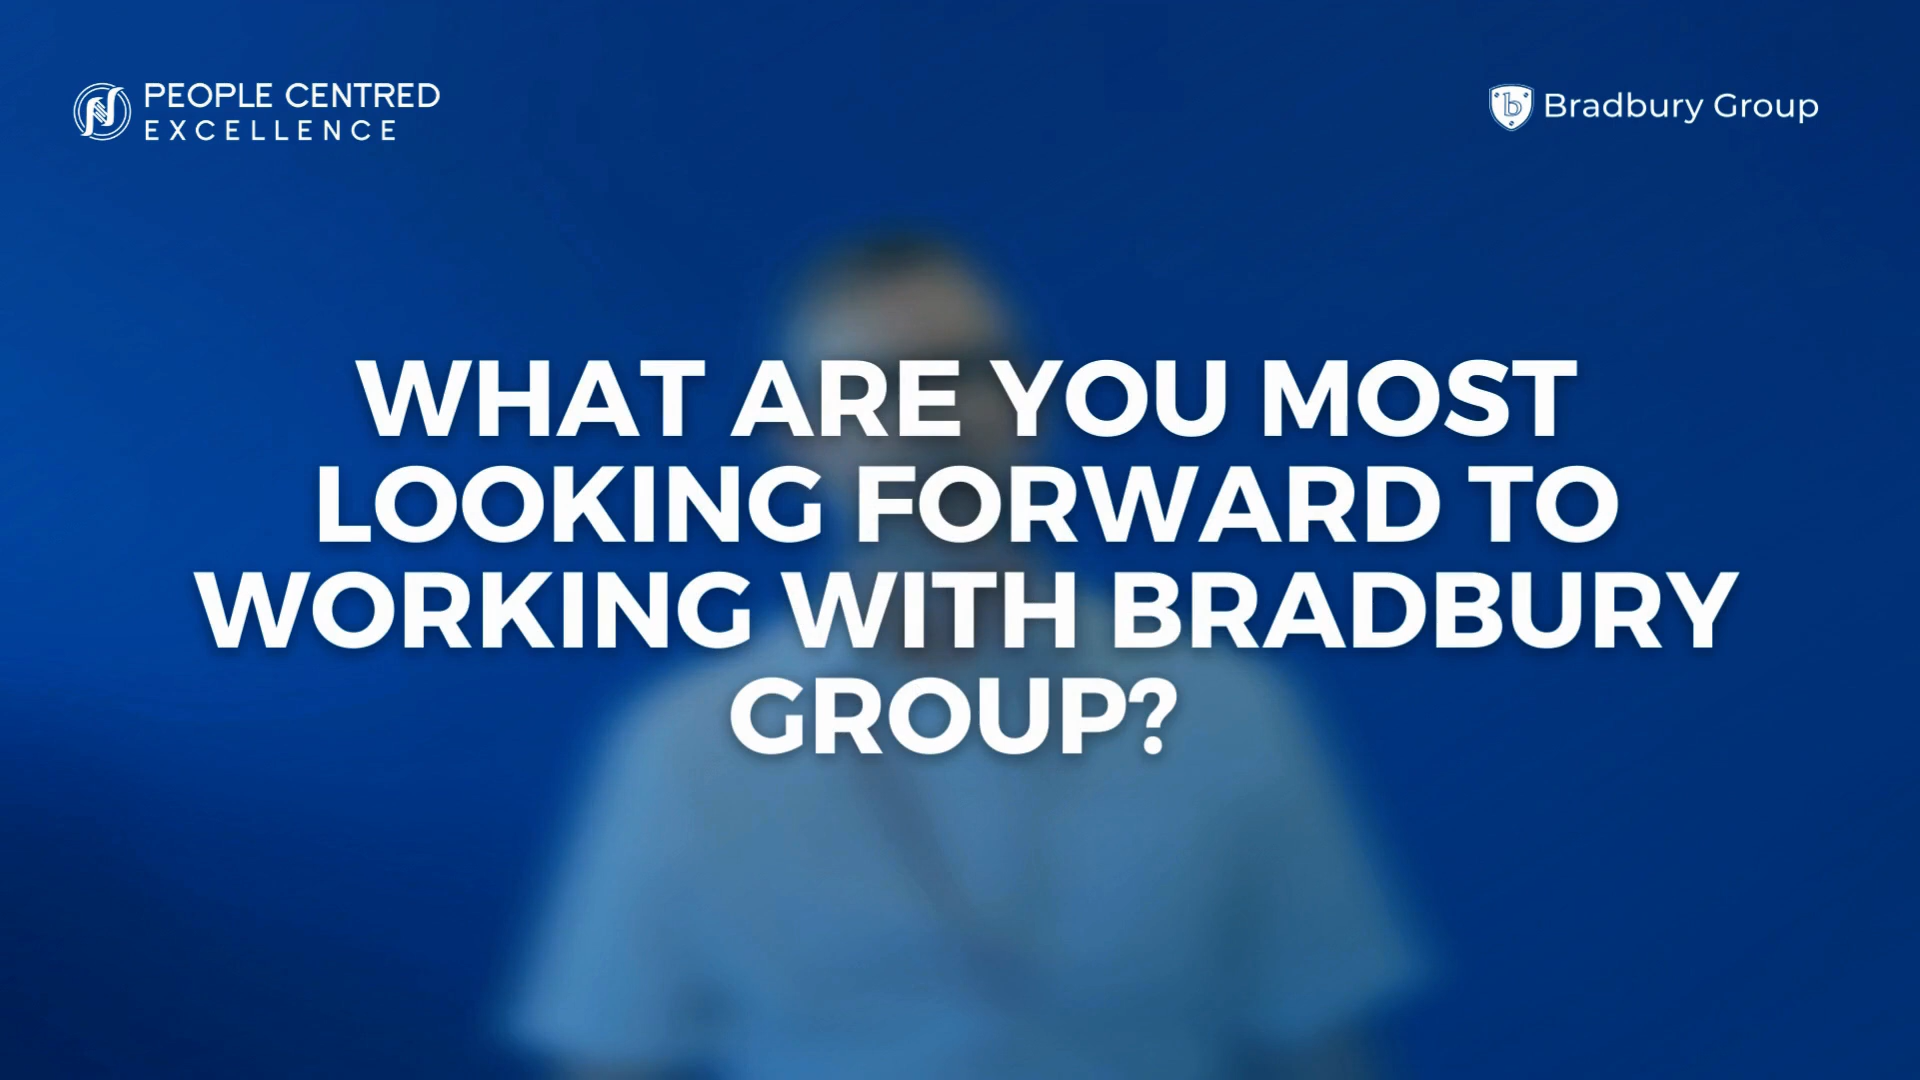 PEOPLE CENTRED
EXCELLENCE
b Bradbury Group
WHAT ARE YOU MOST
LOOKING FORWARD TO
WORKING WITH BRADBURY
GROUP?